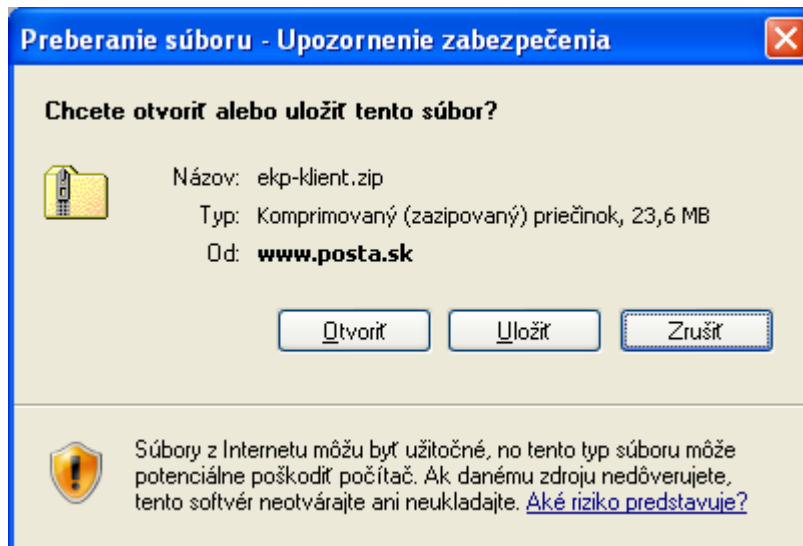 Preberanie súboru - Upozornenie zabezpečenia
Chcete otvoriť alebo uložiť tento súbor?
Názov: ekp-klient.zip
Typ: Komprimovaný (zazipovaný) priečinok, 23,6 MB
Od: www.posta.sk
Otvoriť Uložiť Zrušiť
Súbory z Internetu môžu byť užitočné, no tento typ súboru môže
potenciálne poškodiť počítač. Ak danému zdroju nedôverujete,
tento softvér neotvárajte ani neukladajte. Aké riziko predstavuje?